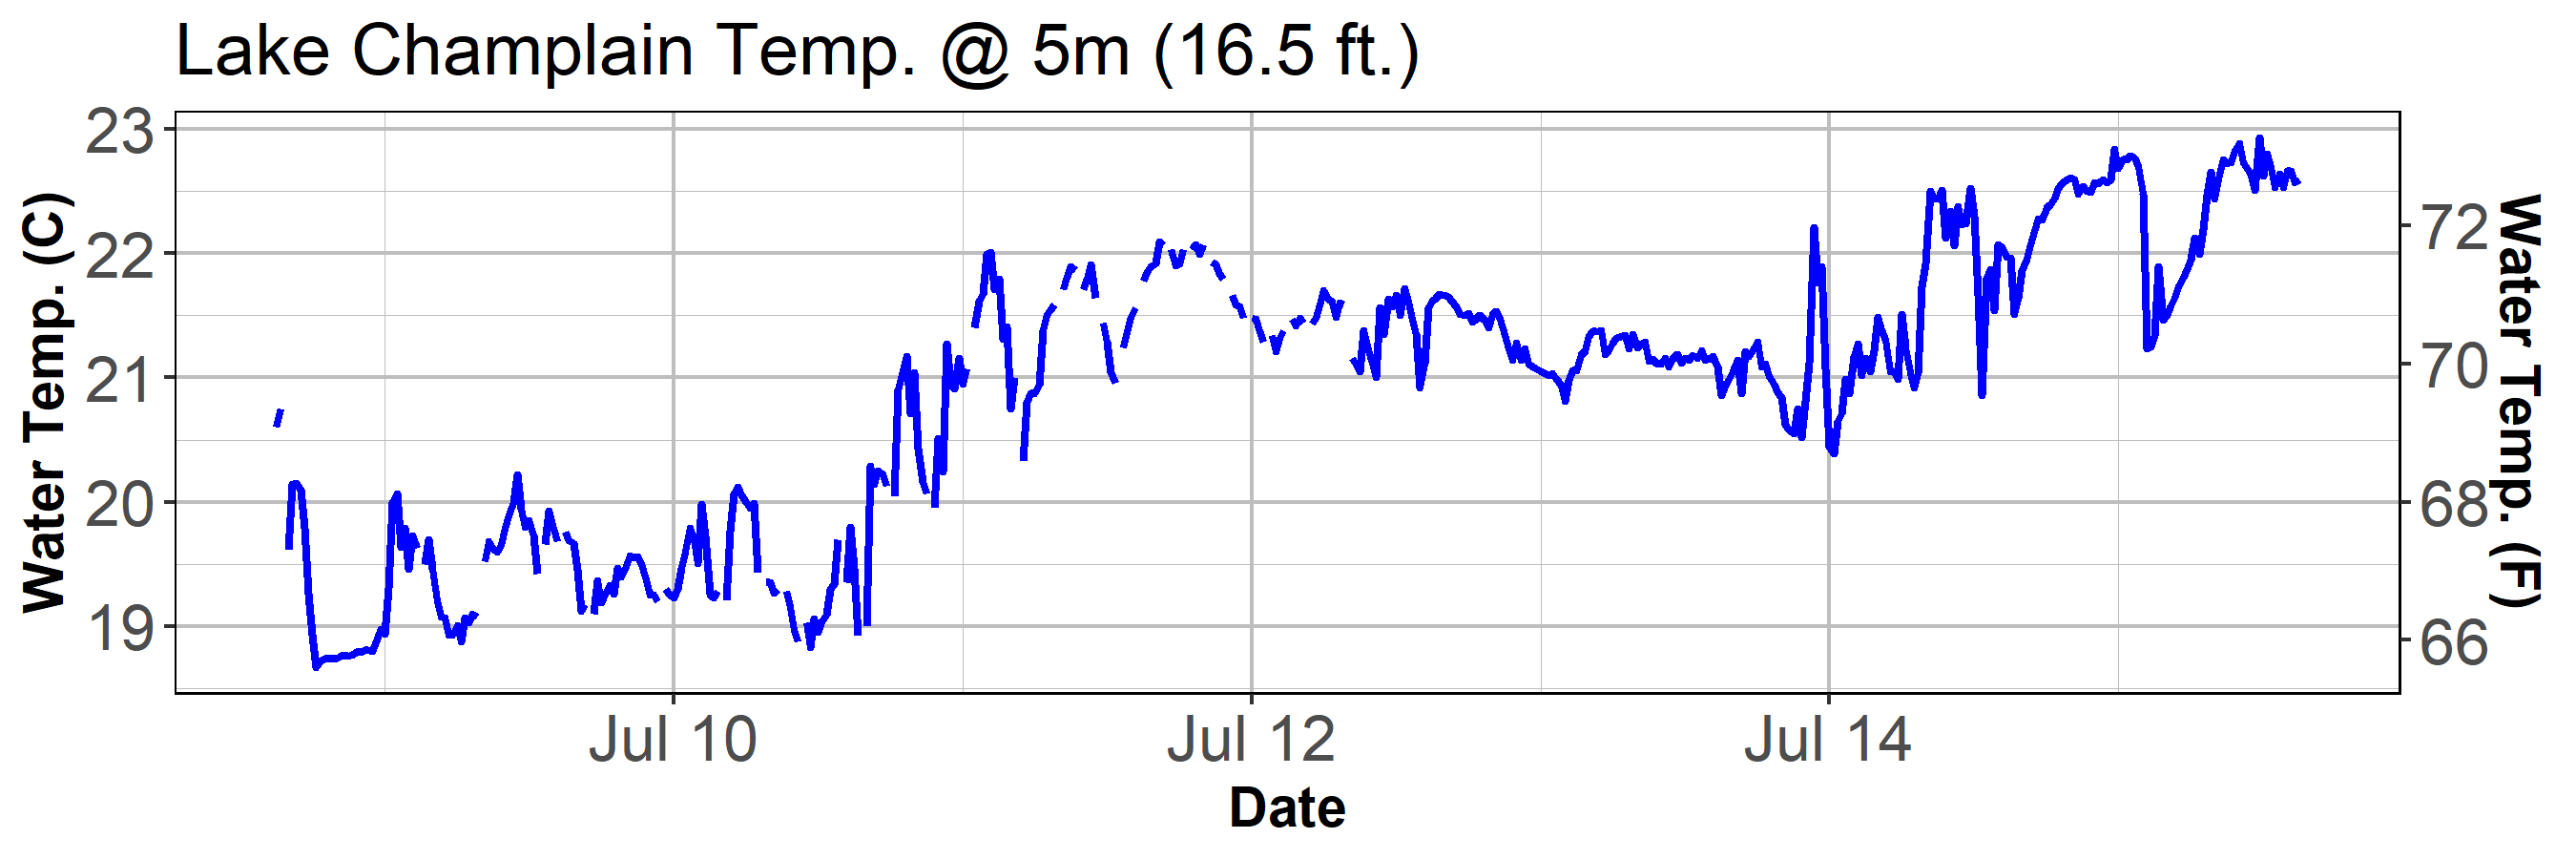 Lake Champlain Temp. @ 5m (16.5 ft.)
Water Temp. (C)
23
22
21
20
19
72
70
68
66
Water Temp. (F)
Jul 10 Jul 12 Jul 14
Date